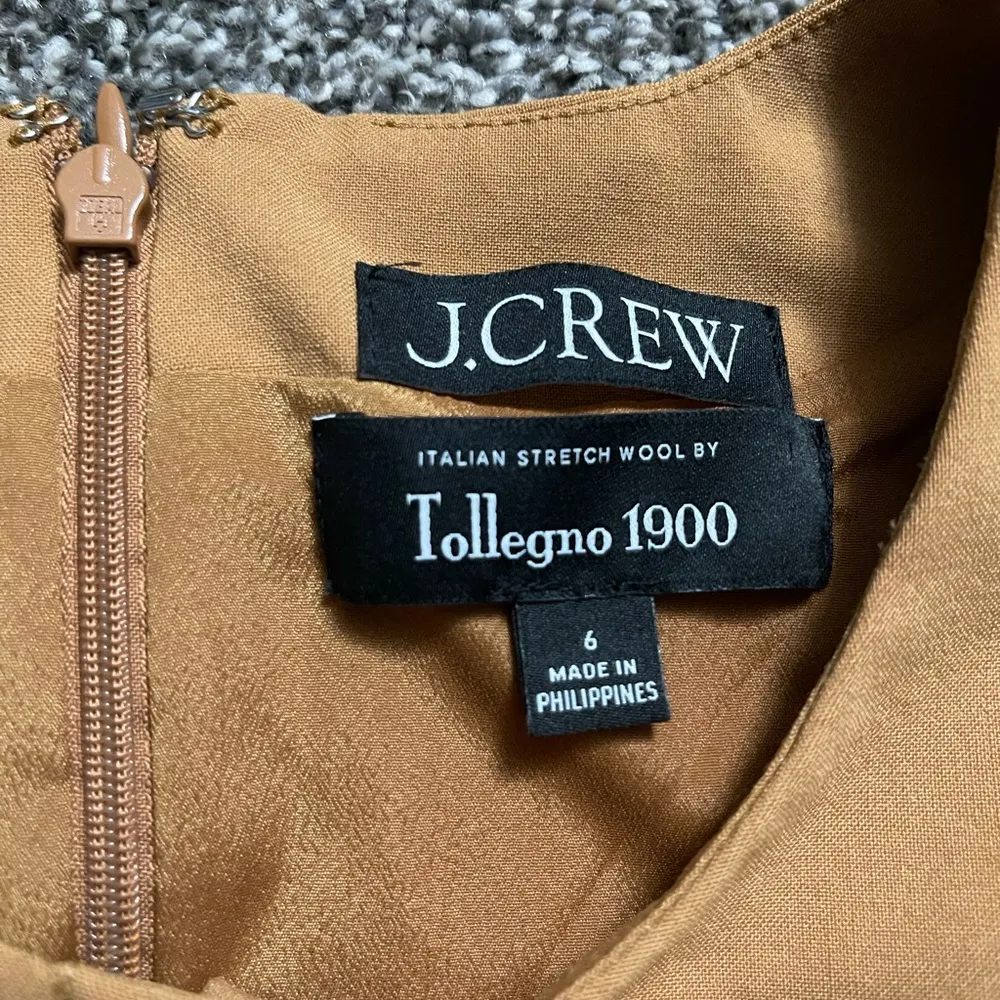 J.CREW
ITALIAN STRETCH WOOL BY
Tollegno 1900
6
MADE IN
PHILIPPINES